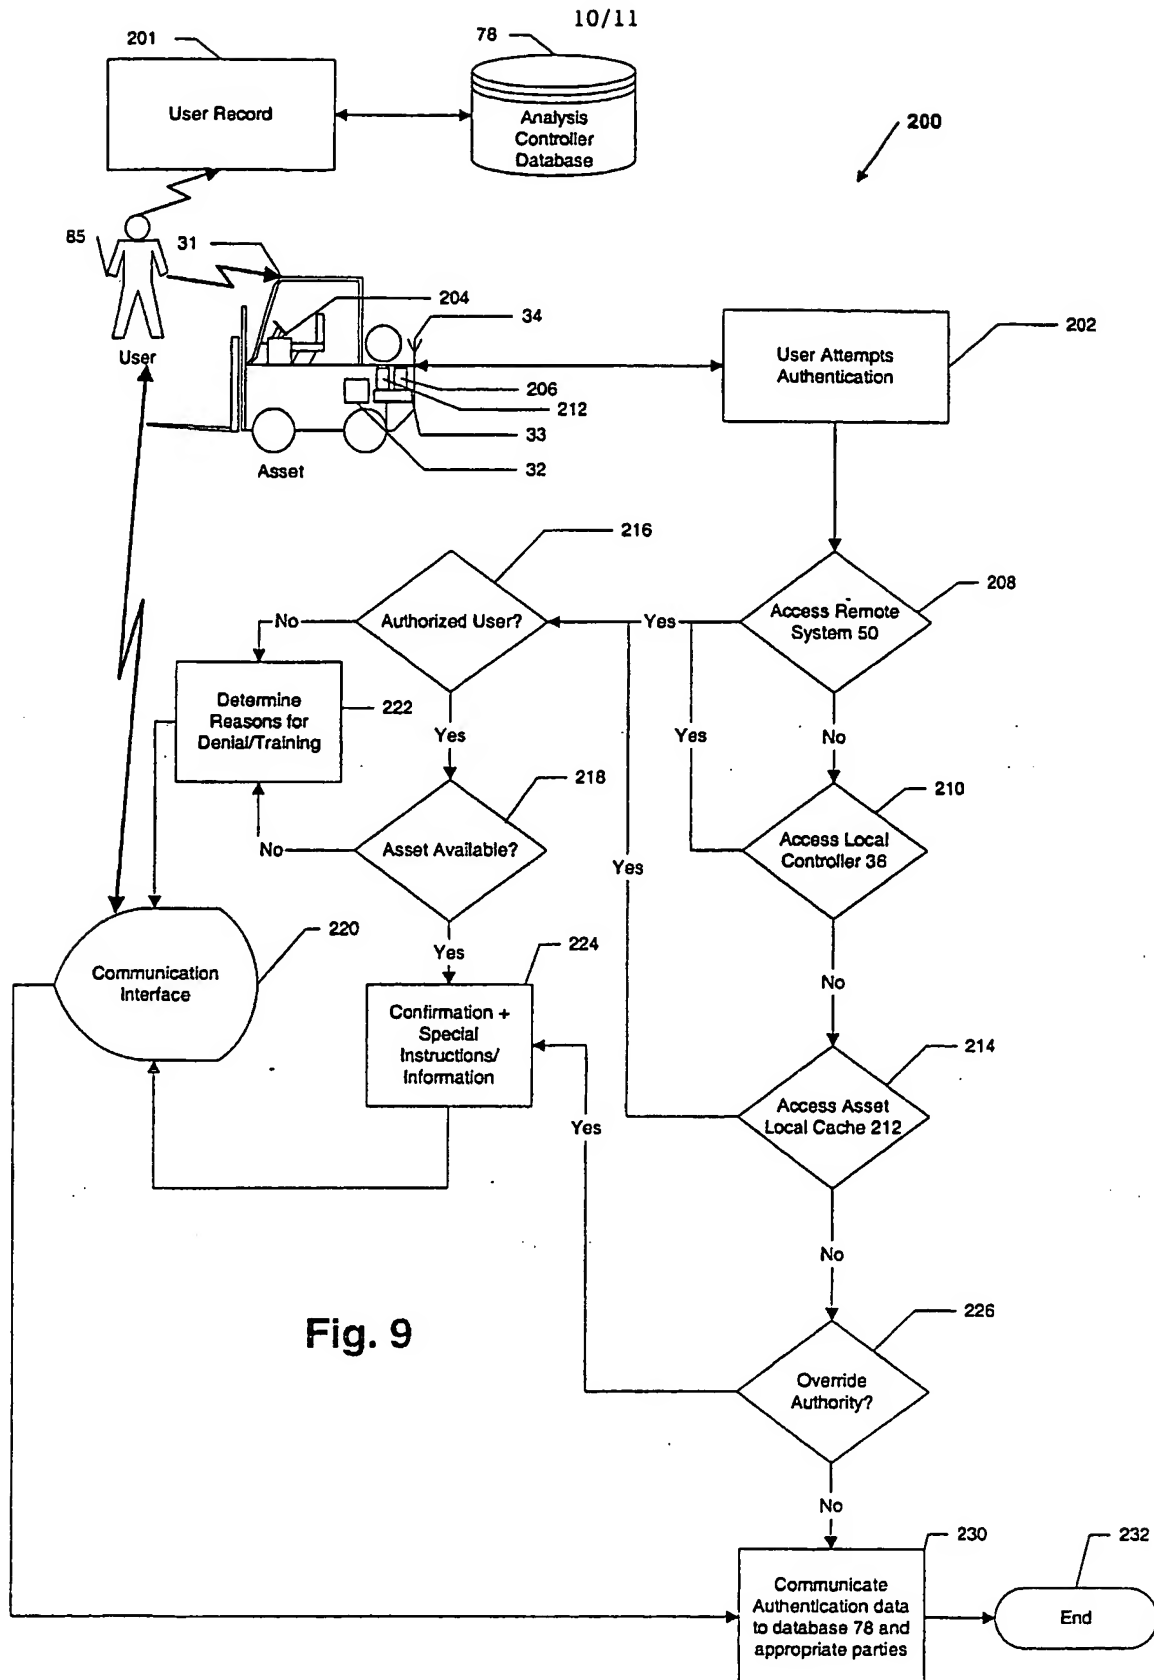 10/11
201
78
User Record
Analysis
Controller
Database
200
85
31
204
34
User
202
User Attempts
Authentication
206
212
33
Asset
32
216
208
Authorized User?
No
Yes
Access Remote
System 50
Determine
Reasons for
Denial/Training
222
Yes
Yes
No
218
210
Asset Available?
No
Yes
Access Local
Controller 38
220
Yes
224
Communication
Interface
No
Confirmation +
Special
Instructions/
Information
214
Access Asset
Local Cache 212
Yes
No
Fig. 9
226
Override
Authority?
No
230
232
Communicate
Authentication data
to database 78 and
appropriate parties
End